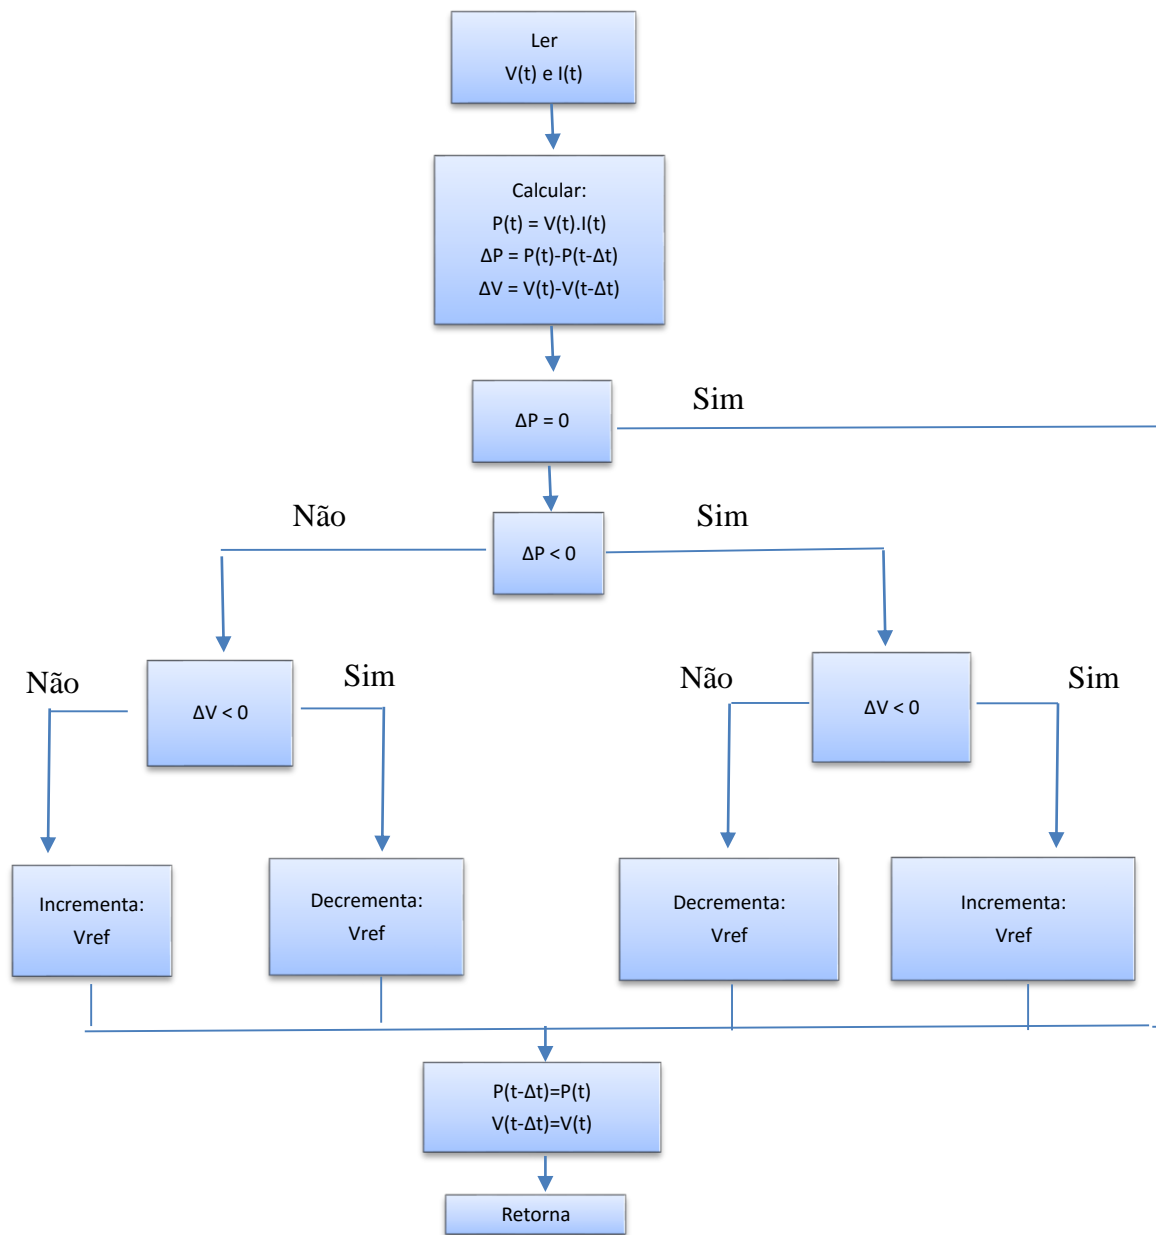 Ler
V(t) e I(t)
Calcular:
P(t) = V(t).I(t)
ΔP = P(t)-P(t-Δt)
ΔV = V(t)-V(t-Δt)
ΔP = 0
Sim
Não
ΔP < 0
Sim
Não
ΔV < 0
Sim
Não
ΔV < 0
Sim
Incrementa:
Vref
Decrementa:
Vref
Decrementa:
Vref
Incrementa:
Vref
P(t-Δt)=P(t)
V(t-Δt)=V(t)
Retorna